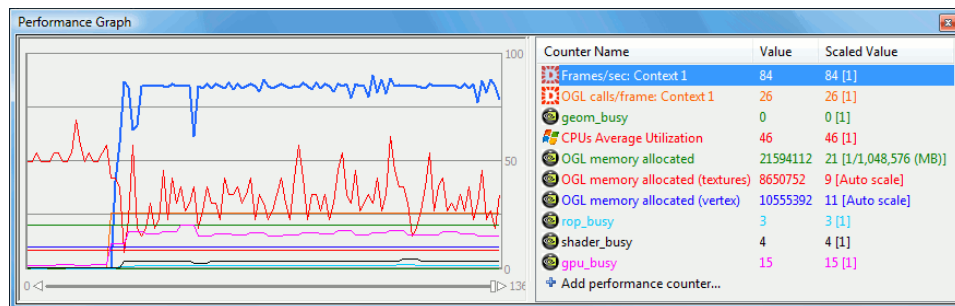 Performance Graph
100
50
0
0
136
Counter Name Value Scaled Value
Frames/sec: Context 1 84 84 [1]
OGL calls/frame: Context 1 26 26 [1]
geom_busy 0 0 [1]
CPUs Average Utilization 46 46 [1]
OGL memory allocated 21594112 21 [1/1,048,576 (MB)]
OGL memory allocated (textures) 8650752 9 [Auto scale]
OGL memory allocated (vertex) 10555392 11 [Auto scale]
rop_busy 3 3 [1]
shader_busy 4 4 [1]
gpu_busy 15 15 [1]
Add performance counter...